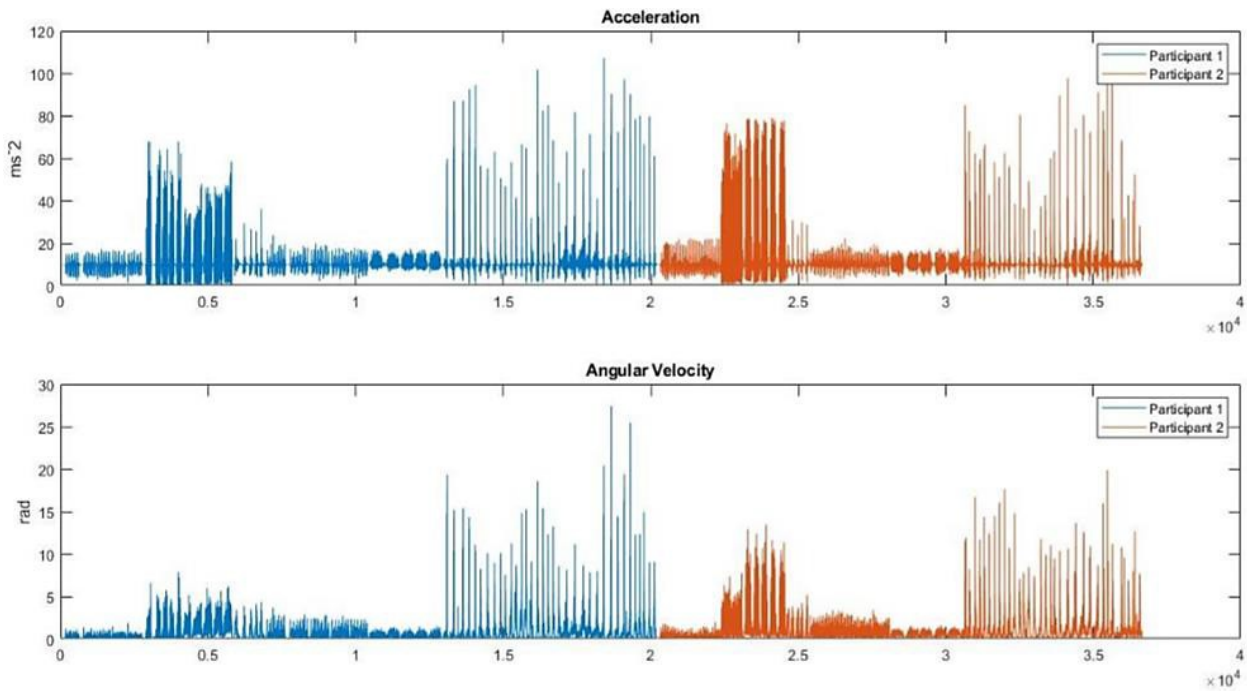 Acceleration
120
100
80
60
40
20
0
ms^2
Participant 1
Participant 2
0 0.5 1 1.5 2 2.5 3 3.5 4
×10^4
Angular Velocity
30
25
20
15
10
5
0
rad
Participant 1
Participant 2
0 0.5 1 1.5 2 2.5 3 3.5 4
×10^4